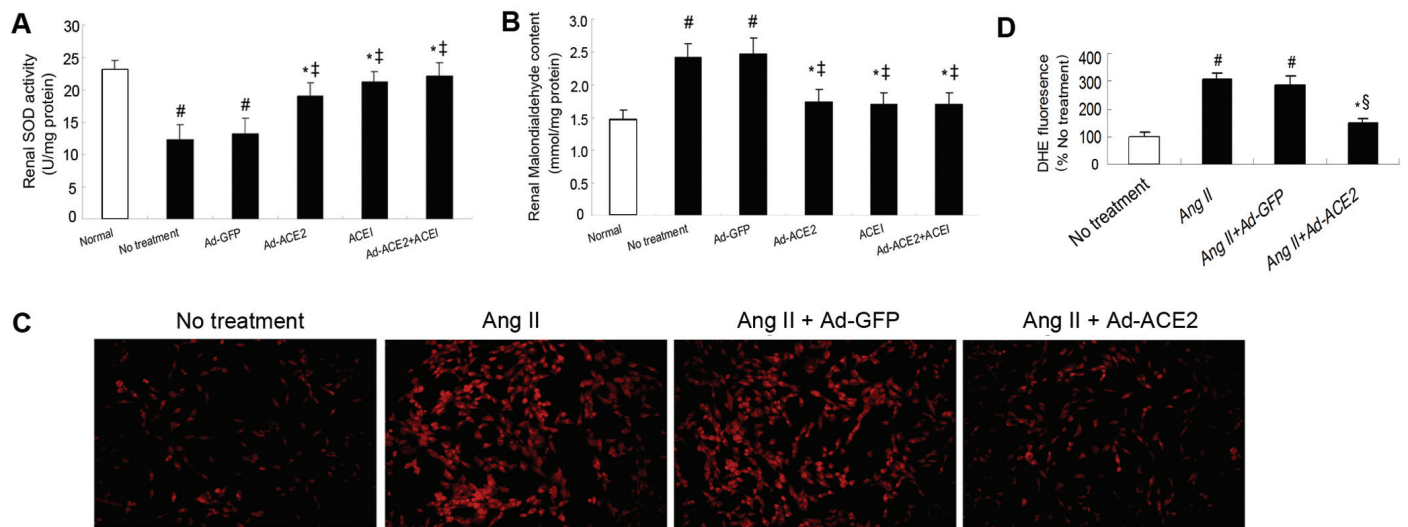 A
Renal SOD activity
(U/mg protein)
30
25
20
15
10
5
0
#
#
*‡
*‡
*‡
Normal
No treatment
Ad-GFP
Ad-ACE2
ACEI
Ad-ACE2+ACEI
B
Renal Malondialdehyde content
(mmol/mg protein)
3.0
2.5
2.0
1.5
1.0
2.5
0
#
#
*‡
*‡
*‡
Normal
No treatment
Ad-GFP
Ad-ACE2
ACEI
Ad-ACE2+ACEI
D
DHE fluoresence
(% No treatment)
400
300
200
100
0
#
#
*§
No treatment
Ang II
Ang II+Ad-GFP
Ang II+Ad-ACE2
C
No treatment
Ang II
Ang II + Ad-GFP
Ang II + Ad-ACE2